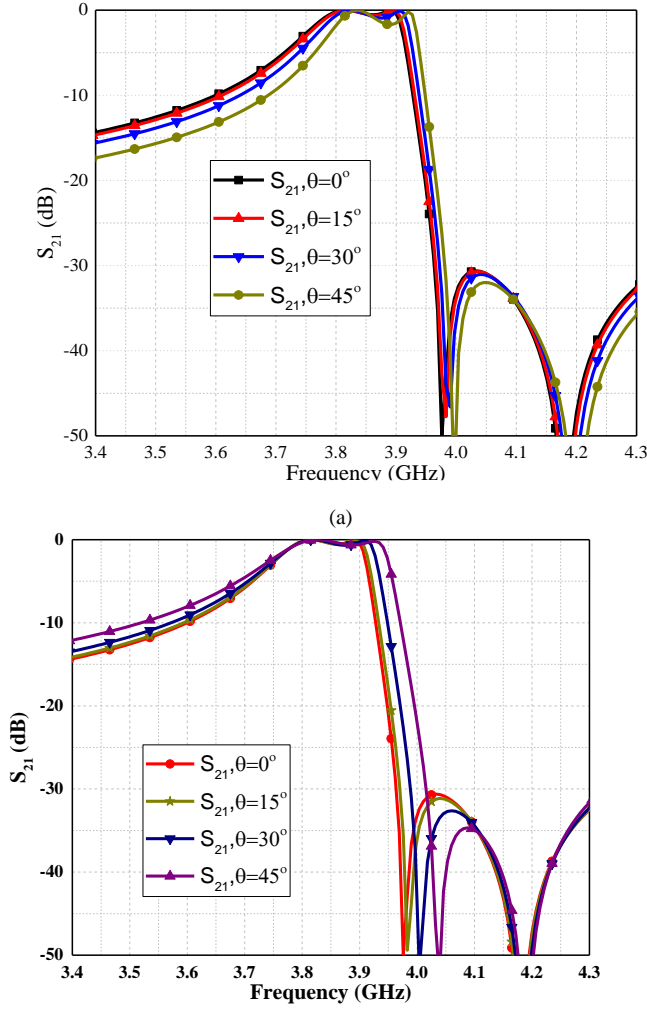 0
-10
-20
-30
-40
-50
S21 (dB)
S21,θ=0°
S21,θ=15°
S21,θ=30°
S21,θ=45°
3.4 3.5 3.6 3.7 3.8 3.9 4.0 4.1 4.2 4.3
Frequency (GHz)
(a)
0
-10
-20
-30
-40
-50
S21 (dB)
S21,θ=0°
S21,θ=15°
S21,θ=30°
S21,θ=45°
3.4 3.5 3.6 3.7 3.8 3.9 4.0 4.1 4.2 4.3
Frequency (GHz)